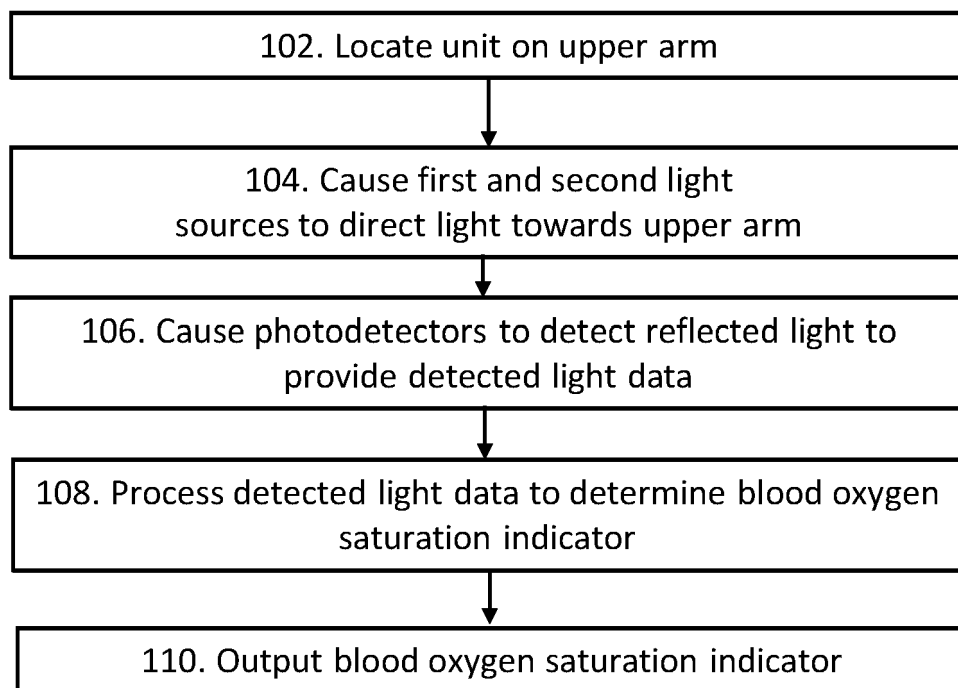 102. Locate unit on upper arm
104. Cause first and second light
sources to direct light towards upper arm
106. Cause photodetectors to detect reflected light to
provide detected light data
108. Process detected light data to determine blood oxygen
saturation indicator
110. Output blood oxygen saturation indicator